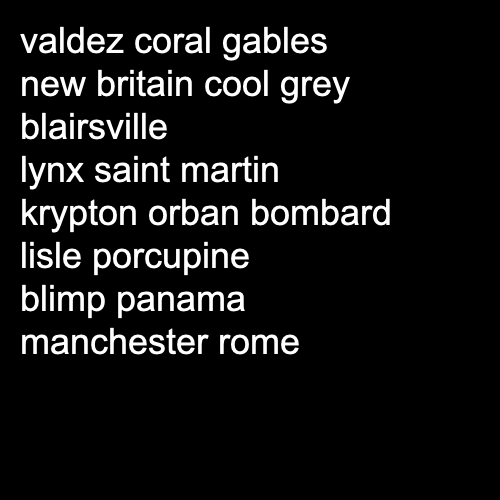 valdez coral gables
new britain cool grey
blairsville
lynx saint martin
krypton orban bombard
lisle porcupine
blimp panama
manchester rome